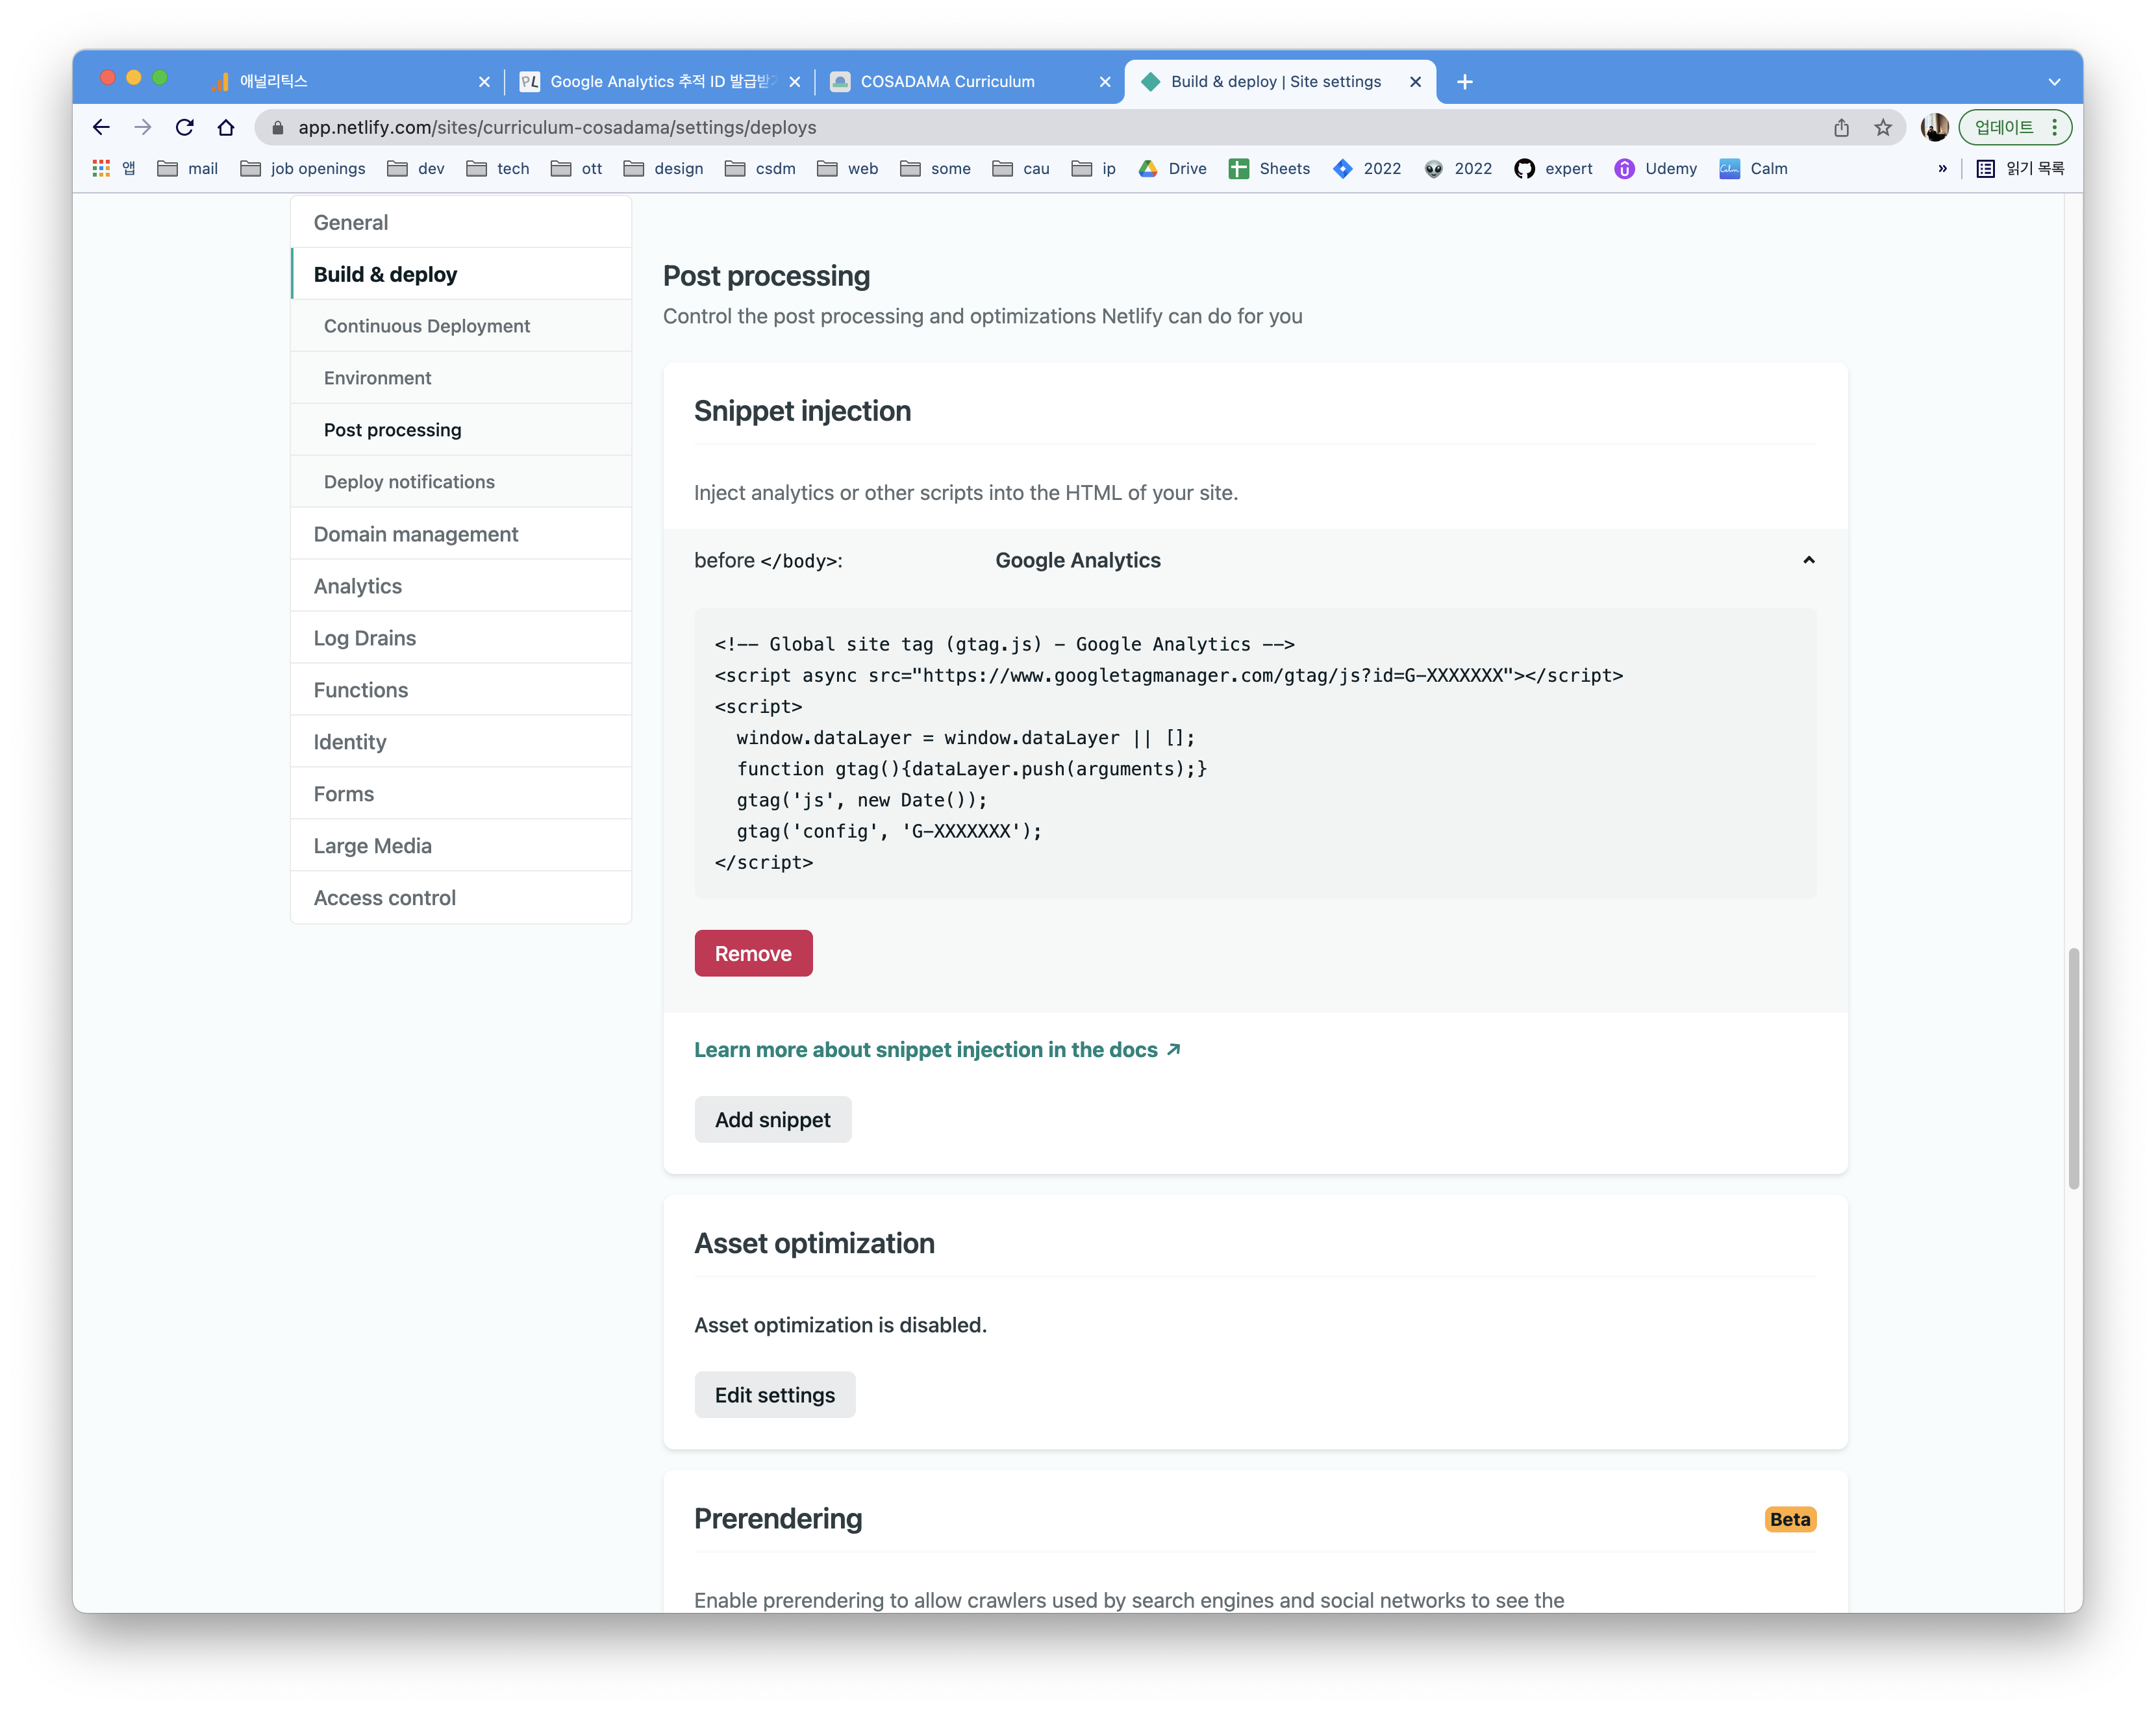 애널리틱스
PL Google Analytics 추적 ID 발급받기
COSADAMA Curriculum
Build & deploy | Site settings
app.netlify.com/sites/curriculum-cosadama/settings/deploys
업데이트
앱 mail job openings dev tech ott design csdm web some cau ip Drive Sheets 2022 2022 expert Udemy Calm » 읽기 목록
General
Build & deploy
Continuous Deployment
Environment
Post processing
Deploy notifications
Domain management
Analytics
Log Drains
Functions
Identity
Forms
Large Media
Access control
Post processing
Control the post processing and optimizations Netlify can do for you
Snippet injection
Inject analytics or other scripts into the HTML of your site.
before </body>: Google Analytics
<!-- Global site tag (gtag.js) - Google Analytics -->
<script async src="https://www.googletagmanager.com/gtag/js?id=G-XXXXXXX"></script>
<script>
window.dataLayer = window.dataLayer || [];
function gtag(){dataLayer.push(arguments);}
gtag('js', new Date());
gtag('config', 'G-XXXXXXX');
</script>
Remove
Learn more about snippet injection in the docs
Add snippet
Asset optimization
Asset optimization is disabled.
Edit settings
Prerendering
Beta
Enable prerendering to allow crawlers used by search engines and social networks to see the